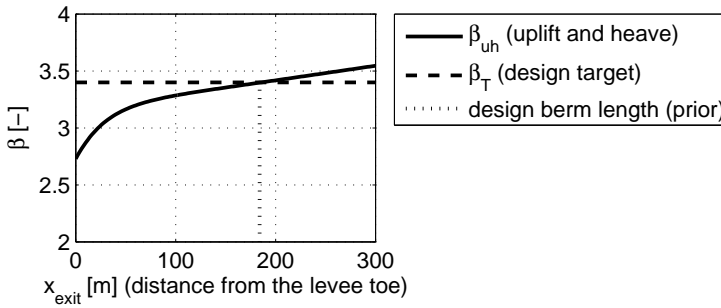 4
3.5
3
2.5
2
β [−]
0
100
200
300
x_exit [m] (distance from the levee toe)
β_uh (uplift and heave)
β_T (design target)
design berm length (prior)